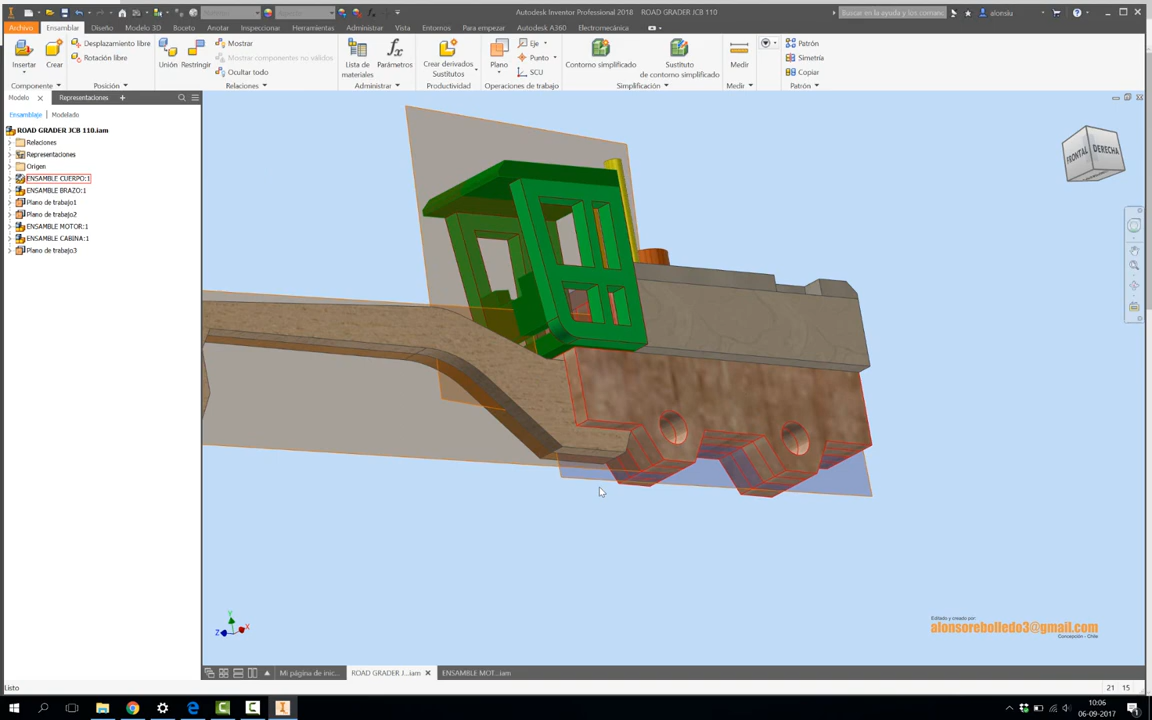 Autodesk Inventor Professional 2018 ROAD GRADER JCB 110
Buscar en la ayuda y los coman
alonsiu
Archivo Ensamblar Diseño Modelo 3D Boceto Anotar Inspeccionar Herramientas Administrar Vista Entornos Para empezar Autodesk A360 Electromecánica
Insertar
Crear
Desplazamiento libre
Rotación libre
Unión
Restringir
Mostrar
Mostrar componentes no válidos
Ocultar todo
Lista de
materiales
Parámetros
Crear derivados
Sustitutos
Plano
Eje
Punto
SCU
Contorno simplificado
Sustituto
de contorno simplificado
Medir
Patrón
Simetría
Copiar
Componente Posición Relaciones Administrar Productividad Operaciones de trabajo Simplificación Medir Patrón
Modelo Representaciones
Ensamblaje Modelado
ROAD GRADER JCB 110.iam
Relaciones
Representaciones
Origen
ENSAMBLE CUERPO:1
ENSAMBLE BRAZO:1
Plano de trabajo1
Plano de trabajo2
ENSAMBLE MOTOR:1
ENSAMBLE CABINA:1
Plano de trabajo3
FRONTAL DERECHA
Y
Z X
Editado y creado por:
alonsorebolledo3@gmail.com
Concepción - Chile
Mi página de inic... ROAD GRADER J...iam ENSAMBLE MOT...iam
Listo
21 15
10:06
06-09-2017